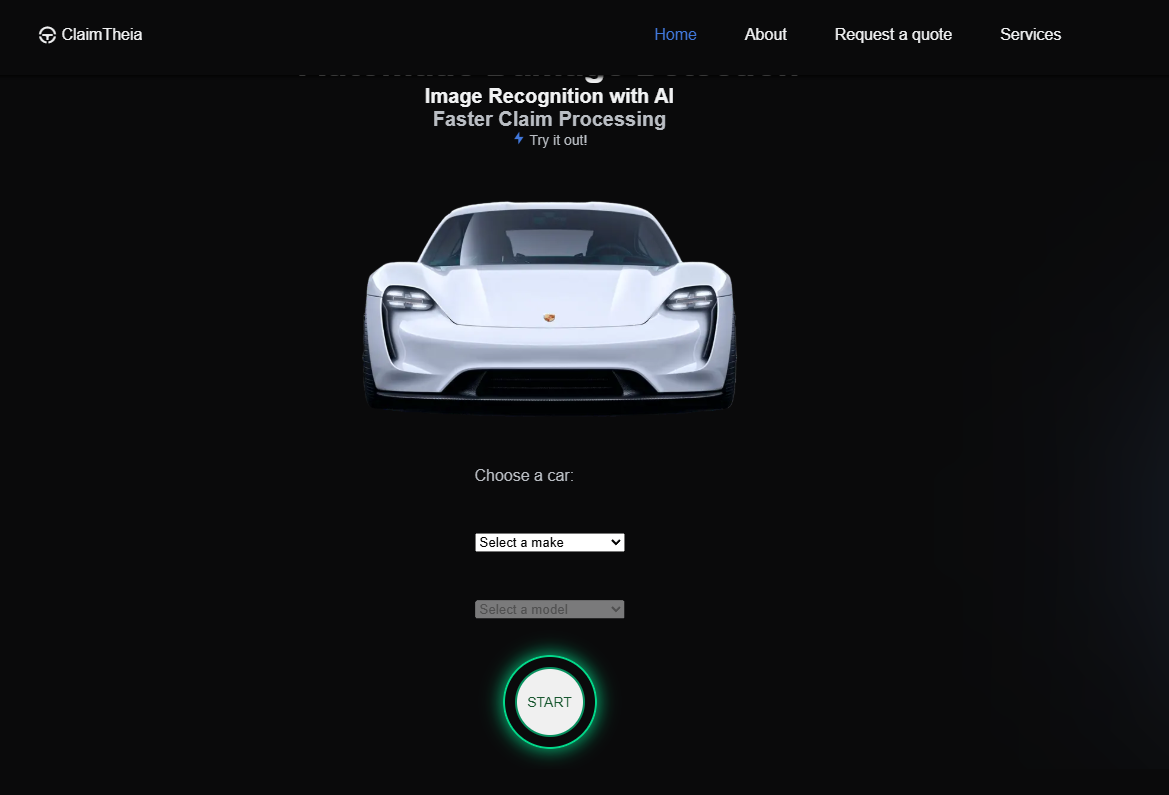 ClaimTheia
Home About Request a quote Services
Image Recognition with AI
Faster Claim Processing
Try it out!
Choose a car:
Select a make
Select a model
START